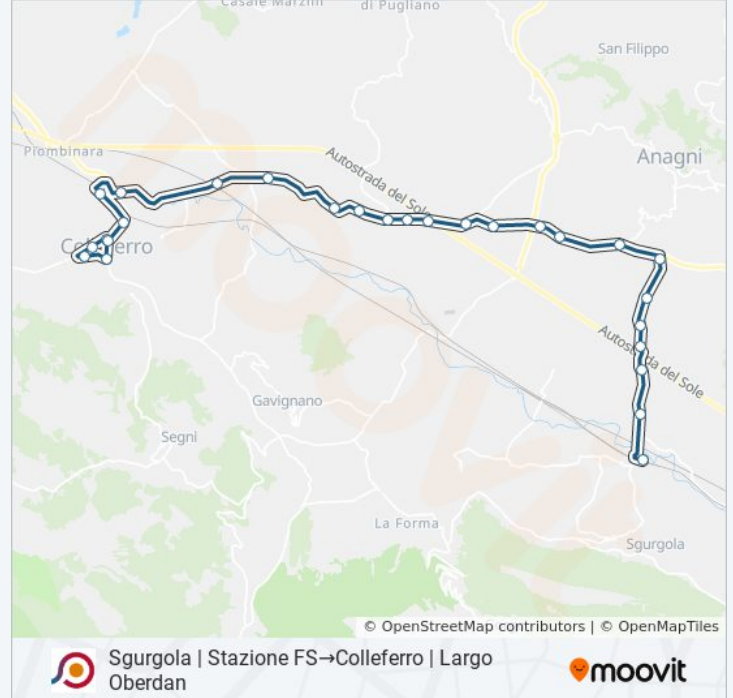 Casale Marzini
di Pugliano
San Filippo
Piombinara
Autostrada del Sole
Anagni
Colleferro
Autostrada del Sole
Gavignano
Segni
La Forma
Sgurgola
© OpenStreetMap contributors | © OpenMapTiles
Sgurgola | Stazione FS→Colleferro | Largo
Oberdan
moovit